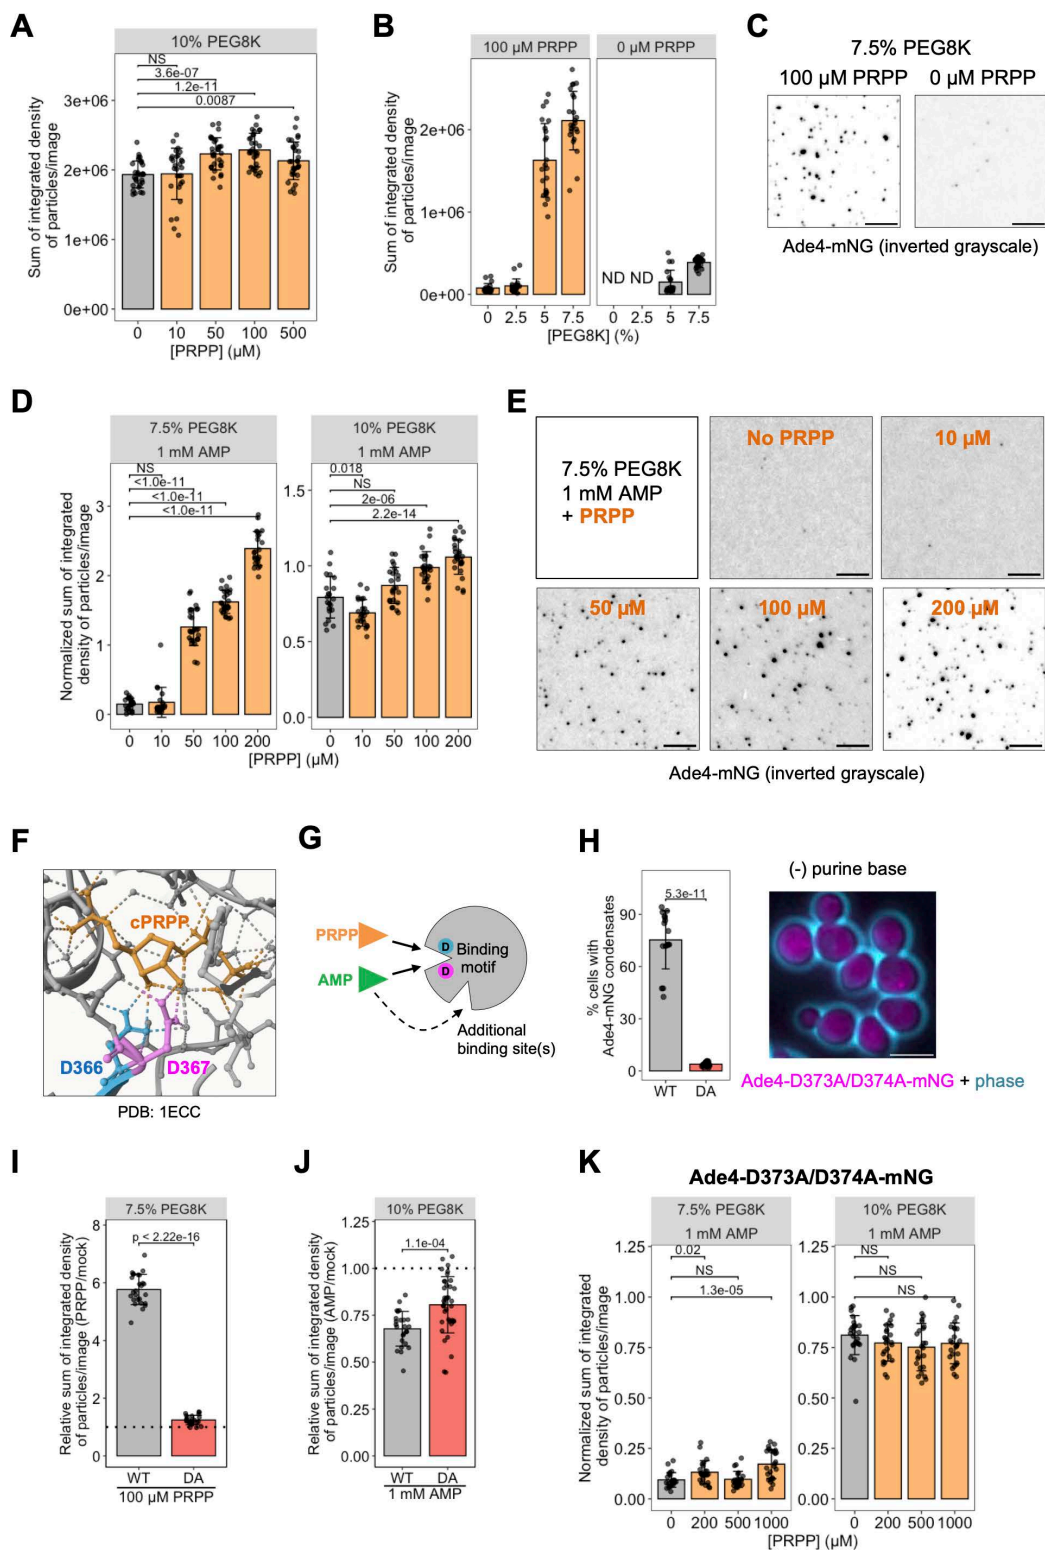 A
10% PEG8K
NS
3.6e-07
1.2e-11
0.0087
3e+06
2e+06
1e+06
0e+00
Sum of integrated density
of particles/image
0 10 50 100 500
[PRPP] (µM)
B
100 µM PRPP 0 µM PRPP
2e+06
1e+06
0e+00
Sum of integrated density
of particles/image
ND ND
0 2.5 5 7.5 0 2.5 5 7.5
[PEG8K] (%)
C
7.5% PEG8K
100 µM PRPP 0 µM PRPP
Ade4-mNG (inverted grayscale)
D
7.5% PEG8K
1 mM AMP
NS
<1.0e-11
<1.0e-11
<1.0e-11
3
2
1
0
Normalized sum of integrated
density of particles/image
0 10 50 100 200
10% PEG8K
1 mM AMP
0.018
NS
2e-06
2.2e-14
1.5
1.0
0.5
0.0
0 10 50 100 200
[PRPP] (µM)
E
7.5% PEG8K
1 mM AMP
+ PRPP
No PRPP
10 µM
50 µM
100 µM
200 µM
Ade4-mNG (inverted grayscale)
F
cPRPP
D366
D367
PDB: 1ECC
G
PRPP
AMP
D
D
Binding
motif
Additional
binding site(s)
H
5.3e-11
90
60
30
0
% cells with
Ade4-mNG condensates
WT DA
(-) purine base
Ade4-D373A/D374A-mNG + phase
I
7.5% PEG8K
p < 2.22e-16
8
6
4
2
0
Relative sum of integrated density
of particles/image (PRPP/mock)
WT DA
100 µM PRPP
J
10% PEG8K
1.1e-04
1.25
1.00
0.75
0.50
0.25
0.00
Relative sum of integrated density
of particles/image (AMP/mock)
WT DA
1 mM AMP
K
Ade4-D373A/D374A-mNG
7.5% PEG8K
1 mM AMP
0.02
NS
1.3e-05
1.25
1.00
0.75
0.50
0.25
0.00
Normalized sum of integrated
density of particles/image
0 200 500 1000
10% PEG8K
1 mM AMP
NS
NS
NS
1.25
1.00
0.75
0.50
0.25
0.00
0 200 500 1000
[PRPP] (µM)